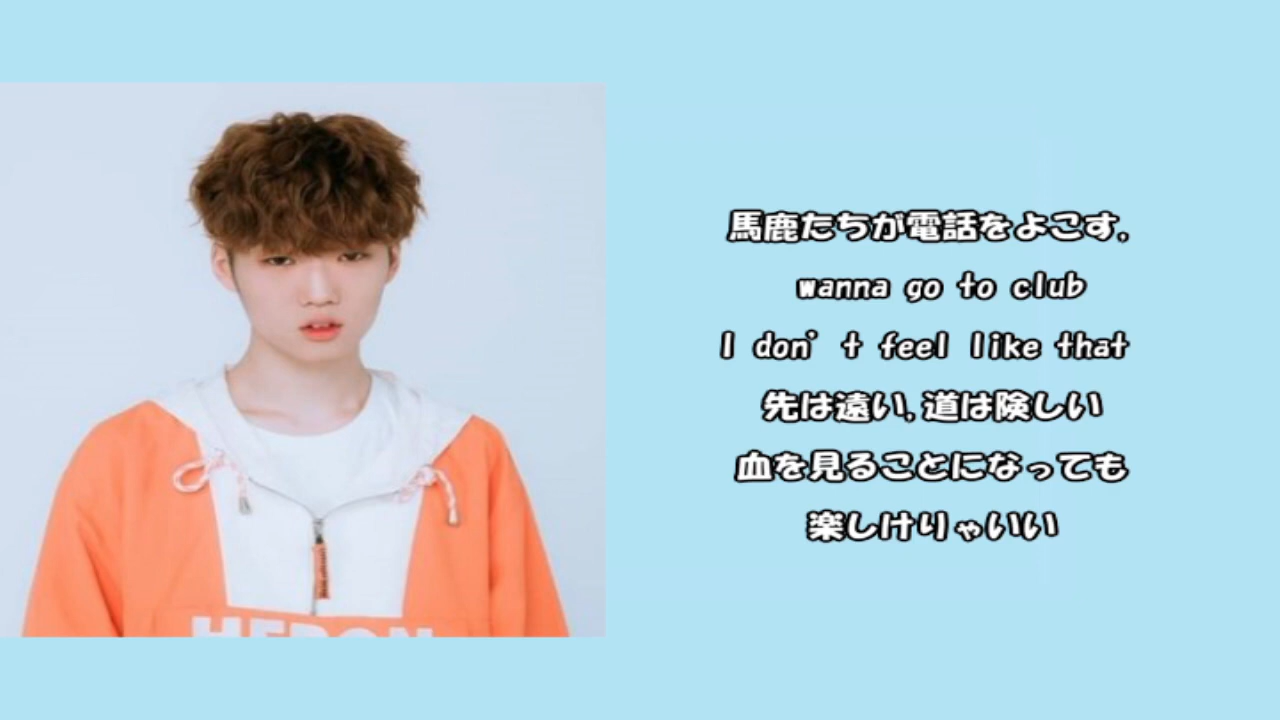 馬鹿たちが電話をよこす,
wanna go to club
I don't feel like that
先は遠い,道は険しい
血を見ることになっても
楽しけりゃいい
HERON